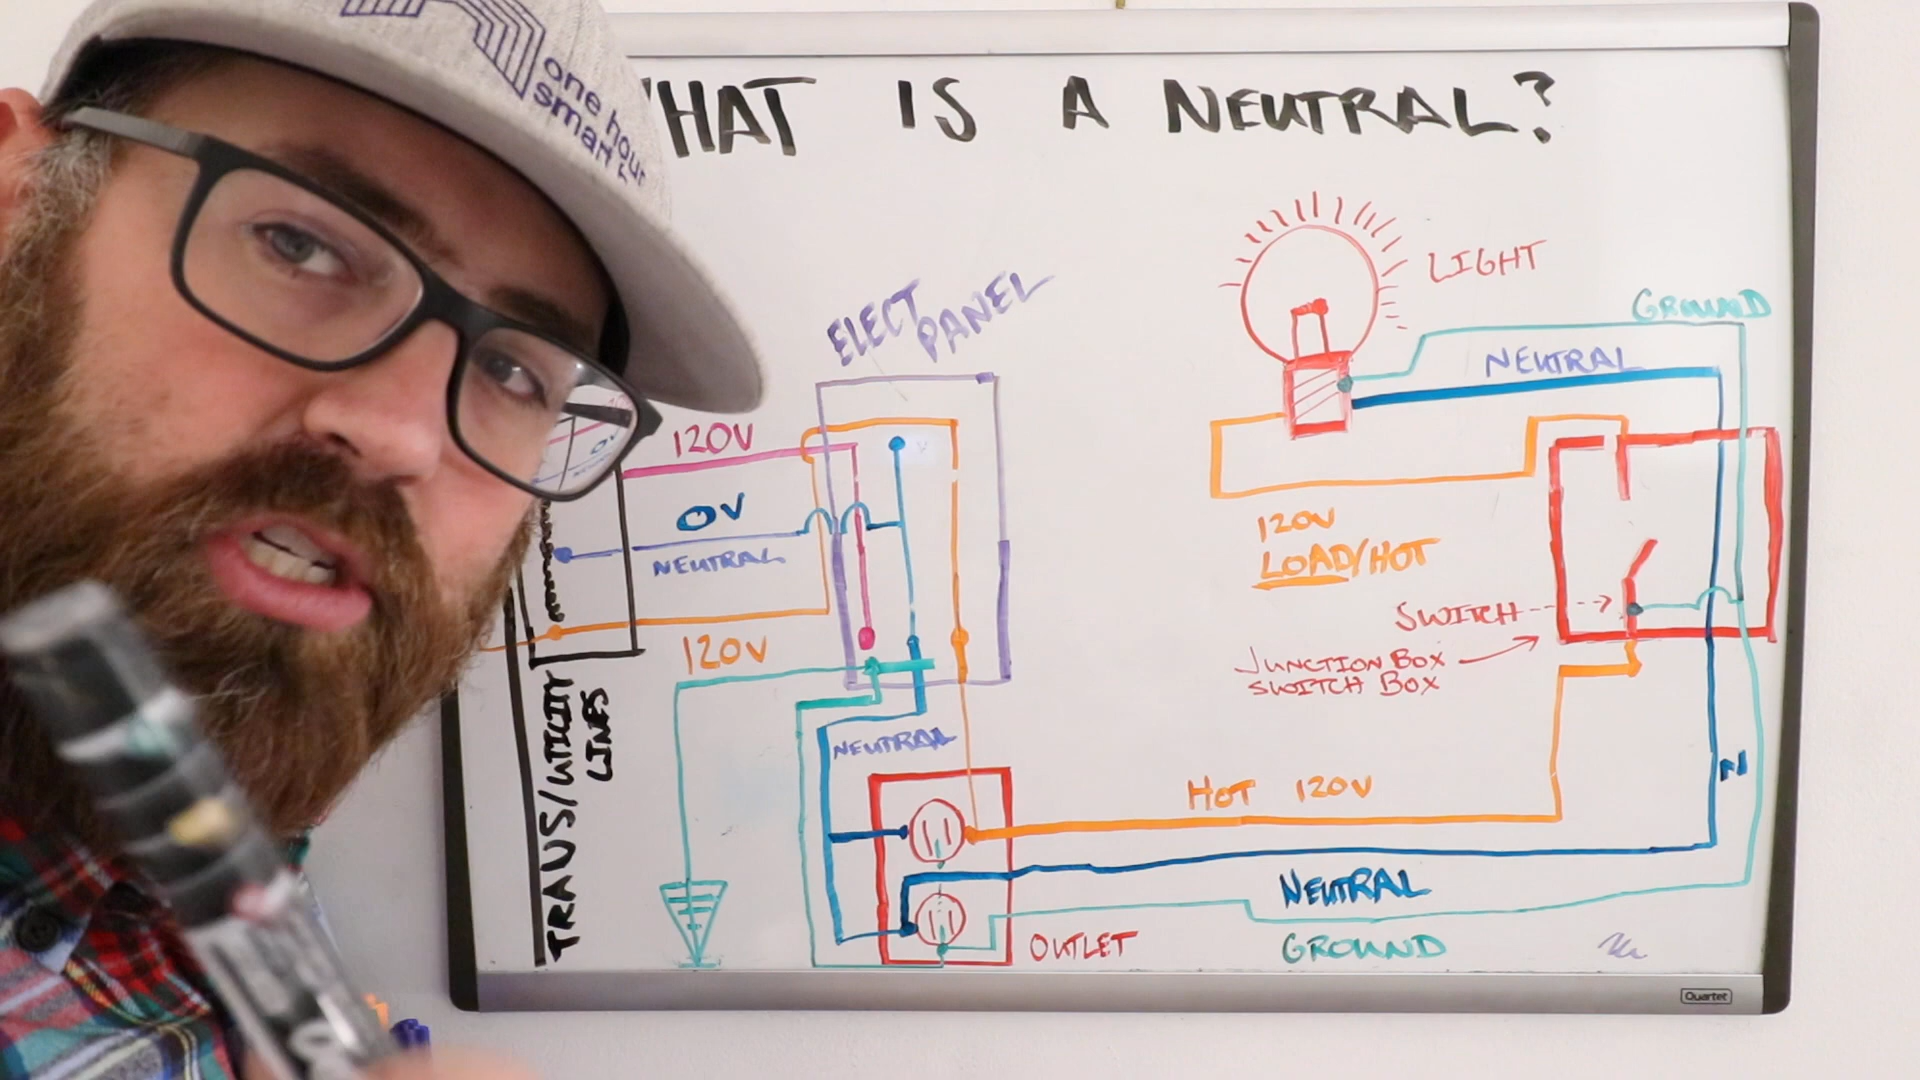 one hour
smart
HAT IS A NEUTRAL?
LIGHT
GROUND
NEUTRAL
ELECT
PANEL
120V
0V
NEUTRAL
120V
120V
LOAD/HOT
SWITCH
JUNCTION BOX
SWITCH BOX
TRANS/UTILITY
LINES
NEUTRAL
N
HOT 120V
NEUTRAL
OUTLET
GROUND
Quartet